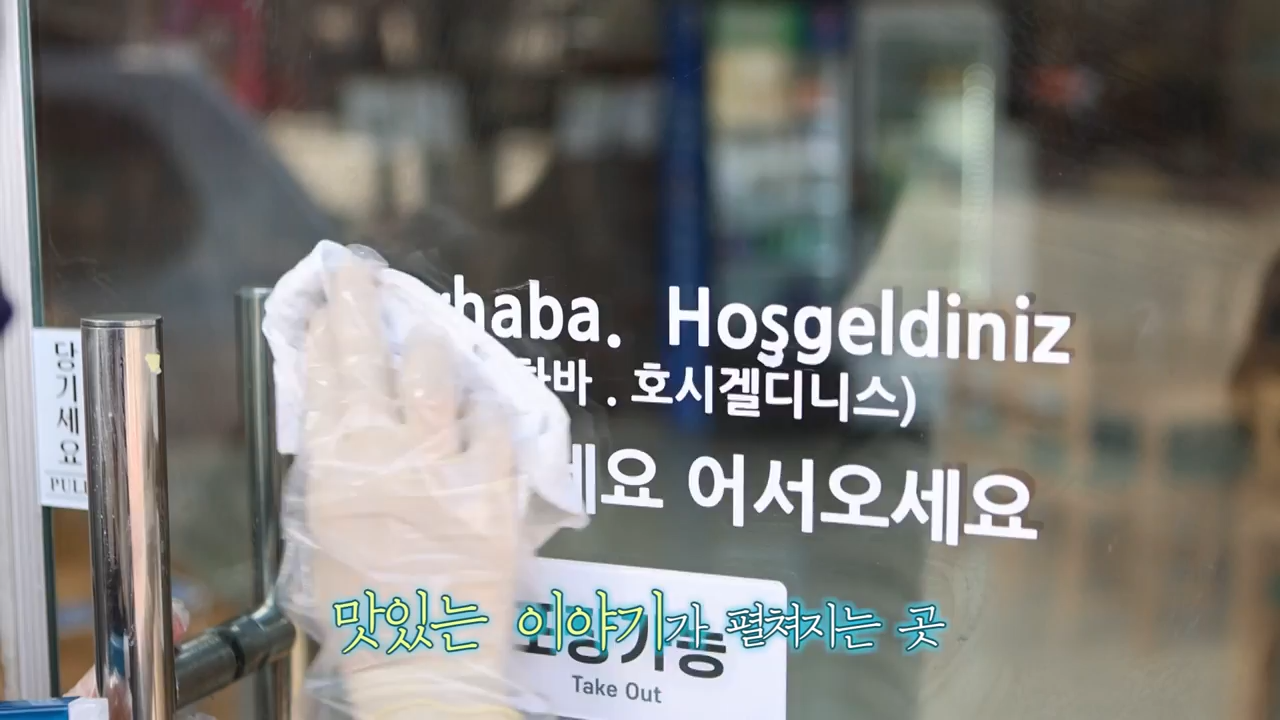 당기세요
PULL
haba. Hoşgeldiniz
바 . 호시겔디니스)
세요 어서오세요
맛있는 이야기가 펼쳐지는 곳
Take Out